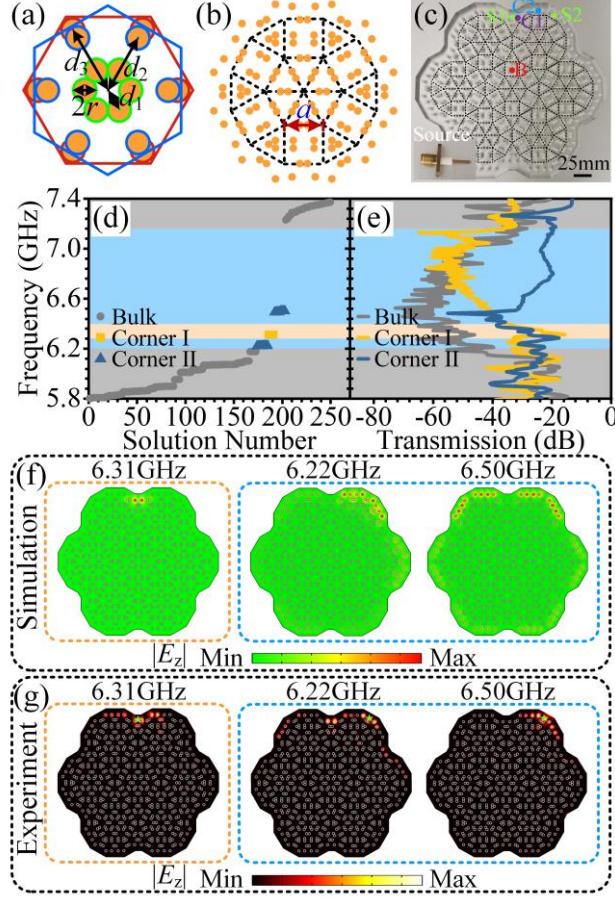 (a)
d3
d2
2r
d1
(b)
a
(c)
S1
C2
C1
S2
B
Source
25mm
Frequency (GHz)
7.4
7.0
6.6
6.2
5.8
(d)
Bulk
Corner I
Corner II
0 50 100 150 200 250
Solution Number
(e)
Bulk
Corner I
Corner II
-80 -60 -40 -20 0
Transmission (dB)
(f)
Simulation
6.31GHz 6.22GHz 6.50GHz
|Ez| Min Max
(g)
Experiment
6.31GHz 6.22GHz 6.50GHz
|Ez| Min Max